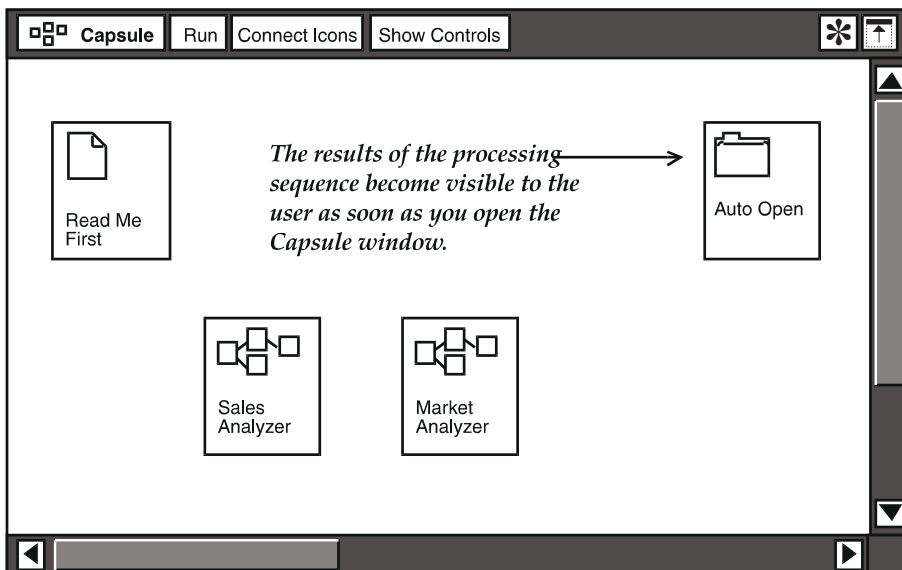 Capsule Run Connect Icons Show Controls
Read Me
First
The results of the processing
sequence become visible to the
user as soon as you open the
Capsule window.
Auto Open
Sales
Analyzer
Market
Analyzer